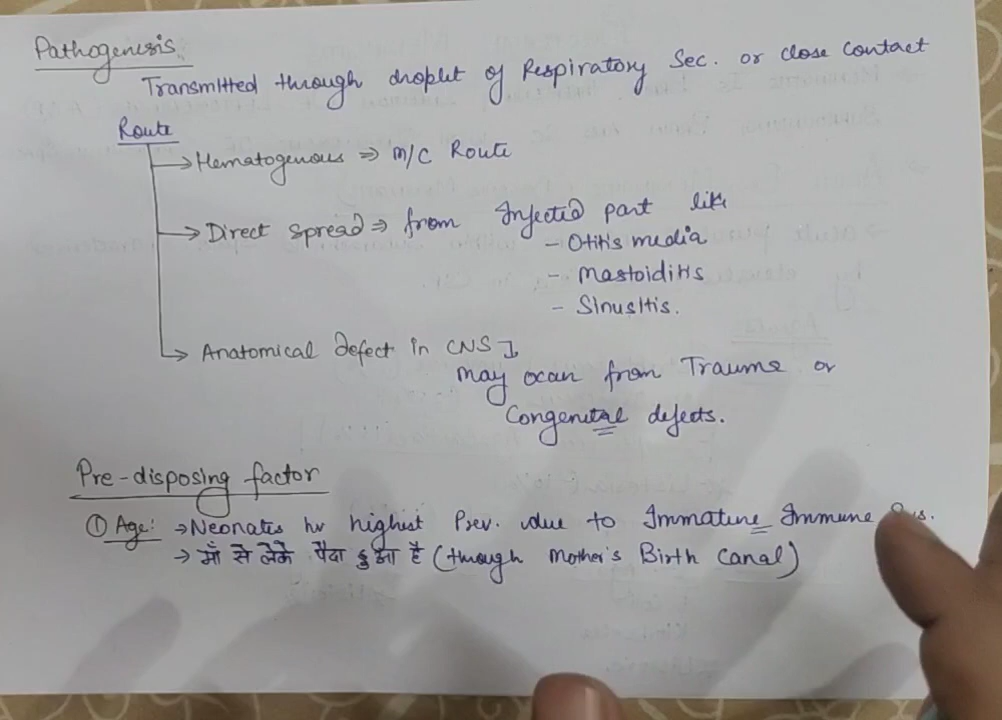 Pathogenesis
Transmitted through droplet of Respiratory Sec. or close contact
Route
→ Hematogenous ⇒ m/c Route
→ Direct spread ⇒ from Infected part like
- Otitis media
- Mastoiditis
- Sinusitis.
→ Anatomical defect in CNS
may occur from Trauma or
Congenital defects.
Pre-disposing factor
① Age: → Neonates hv highest Prev. due to Immature Immune Sys.
→ माँ से लेके पैदा हुआ है (through Mother's Birth Canal)